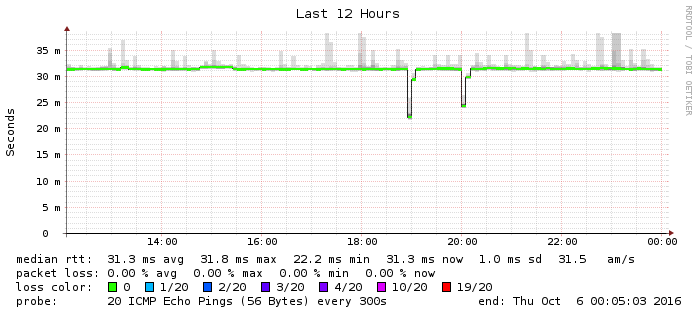 Last 12 Hours
RRDTOOL / TOBI OETIKER
Seconds
35 m
30 m
25 m
20 m
15 m
10 m
5 m
0
14:00 16:00 18:00 20:00 22:00 00:00
median rtt: 31.3 ms avg 31.8 ms max 22.2 ms min 31.3 ms now 1.0 ms sd 31.5 am/s
packet loss: 0.00 % avg 0.00 % max 0.00 % min 0.00 % now
loss color: 0 1/20 2/20 3/20 4/20 10/20 19/20
probe: 20 ICMP Echo Pings (56 Bytes) every 300s end: Thu Oct 6 00:05:03 2016